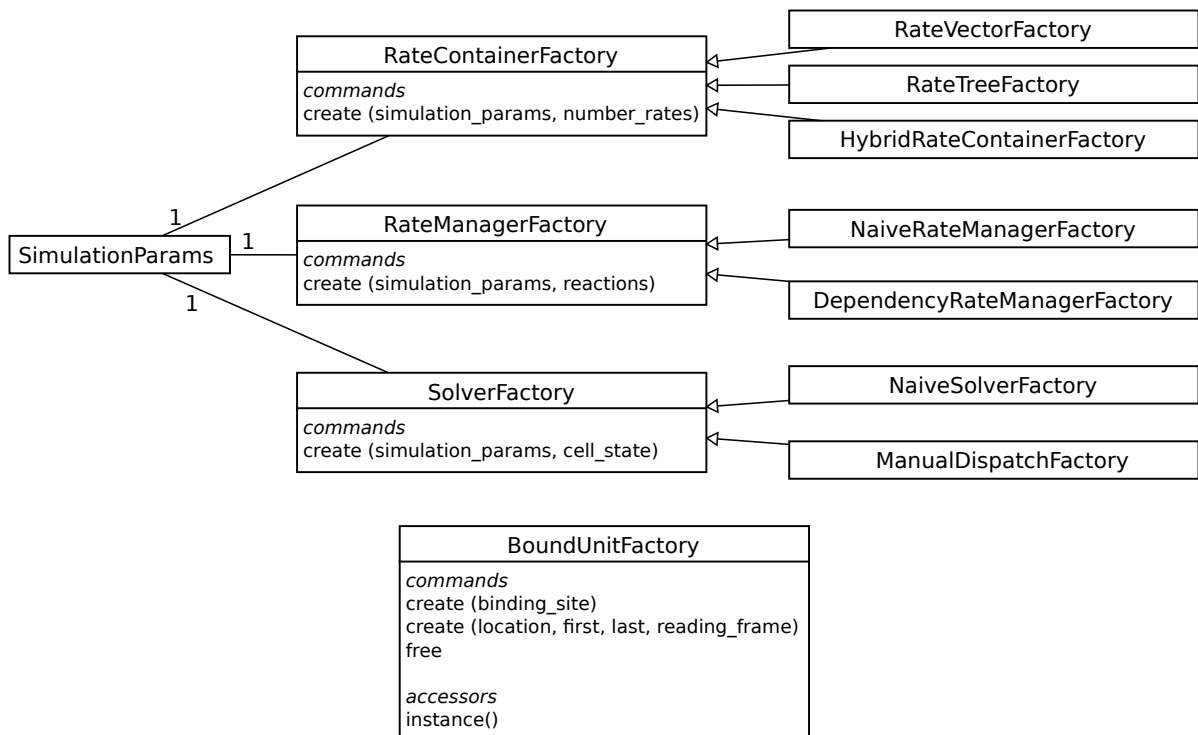 RateContainerFactory
commands
create (simulation_params, number_rates)
RateVectorFactory
RateTreeFactory
HybridRateContainerFactory
1
SimulationParams
1
1
RateManagerFactory
commands
create (simulation_params, reactions)
NaiveRateManagerFactory
DependencyRateManagerFactory
SolverFactory
commands
create (simulation_params, cell_state)
NaiveSolverFactory
ManualDispatchFactory
BoundUnitFactory
commands
create (binding_site)
create (location, first, last, reading_frame)
free
accessors
instance()